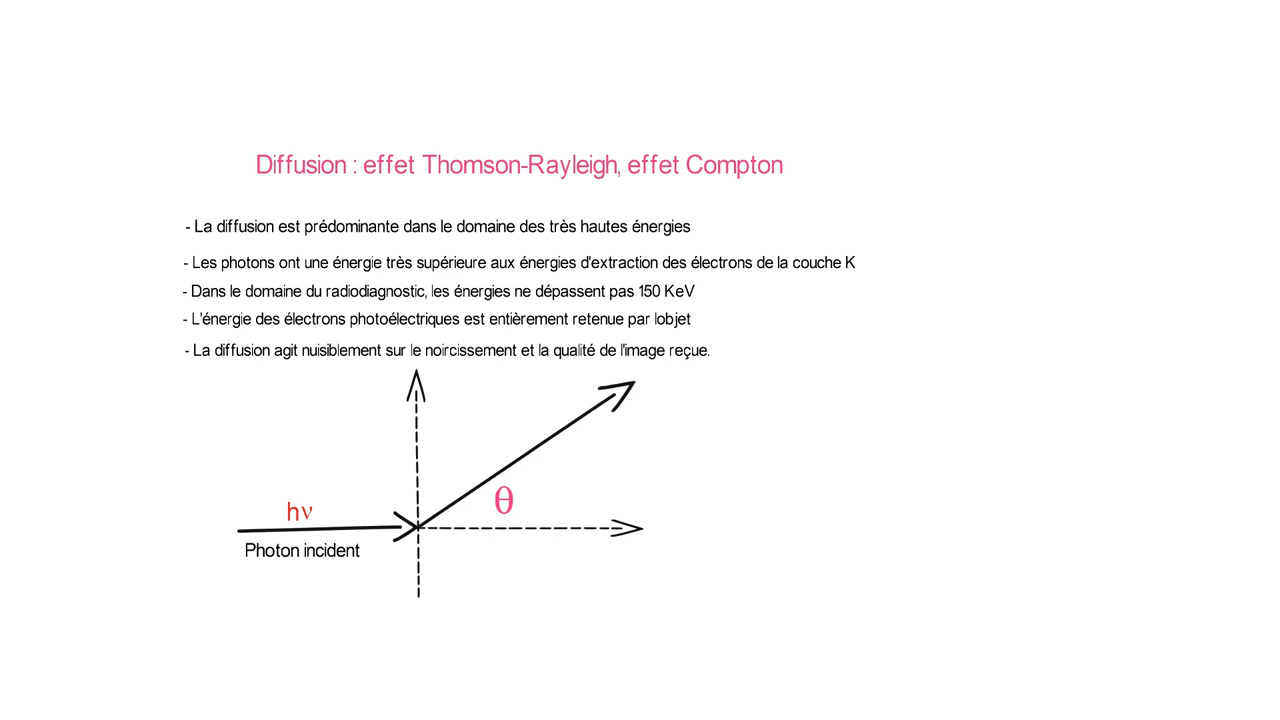 Diffusion : effet Thomson-Rayleigh, effet Compton
- La diffusion est prédominante dans le domaine des très hautes énergies
- Les photons ont une énergie très supérieure aux énergies d'extraction des électrons de la couche K
- Dans le domaine du radiodiagnostic, les énergies ne dépassent pas 150 KeV
- L'énergie des électrons photoélectriques est entièrement retenue par lobjet
- La diffusion agit nuisiblement sur le noircissement et la qualité de l'image reçue.
θ
hν
Photon incident